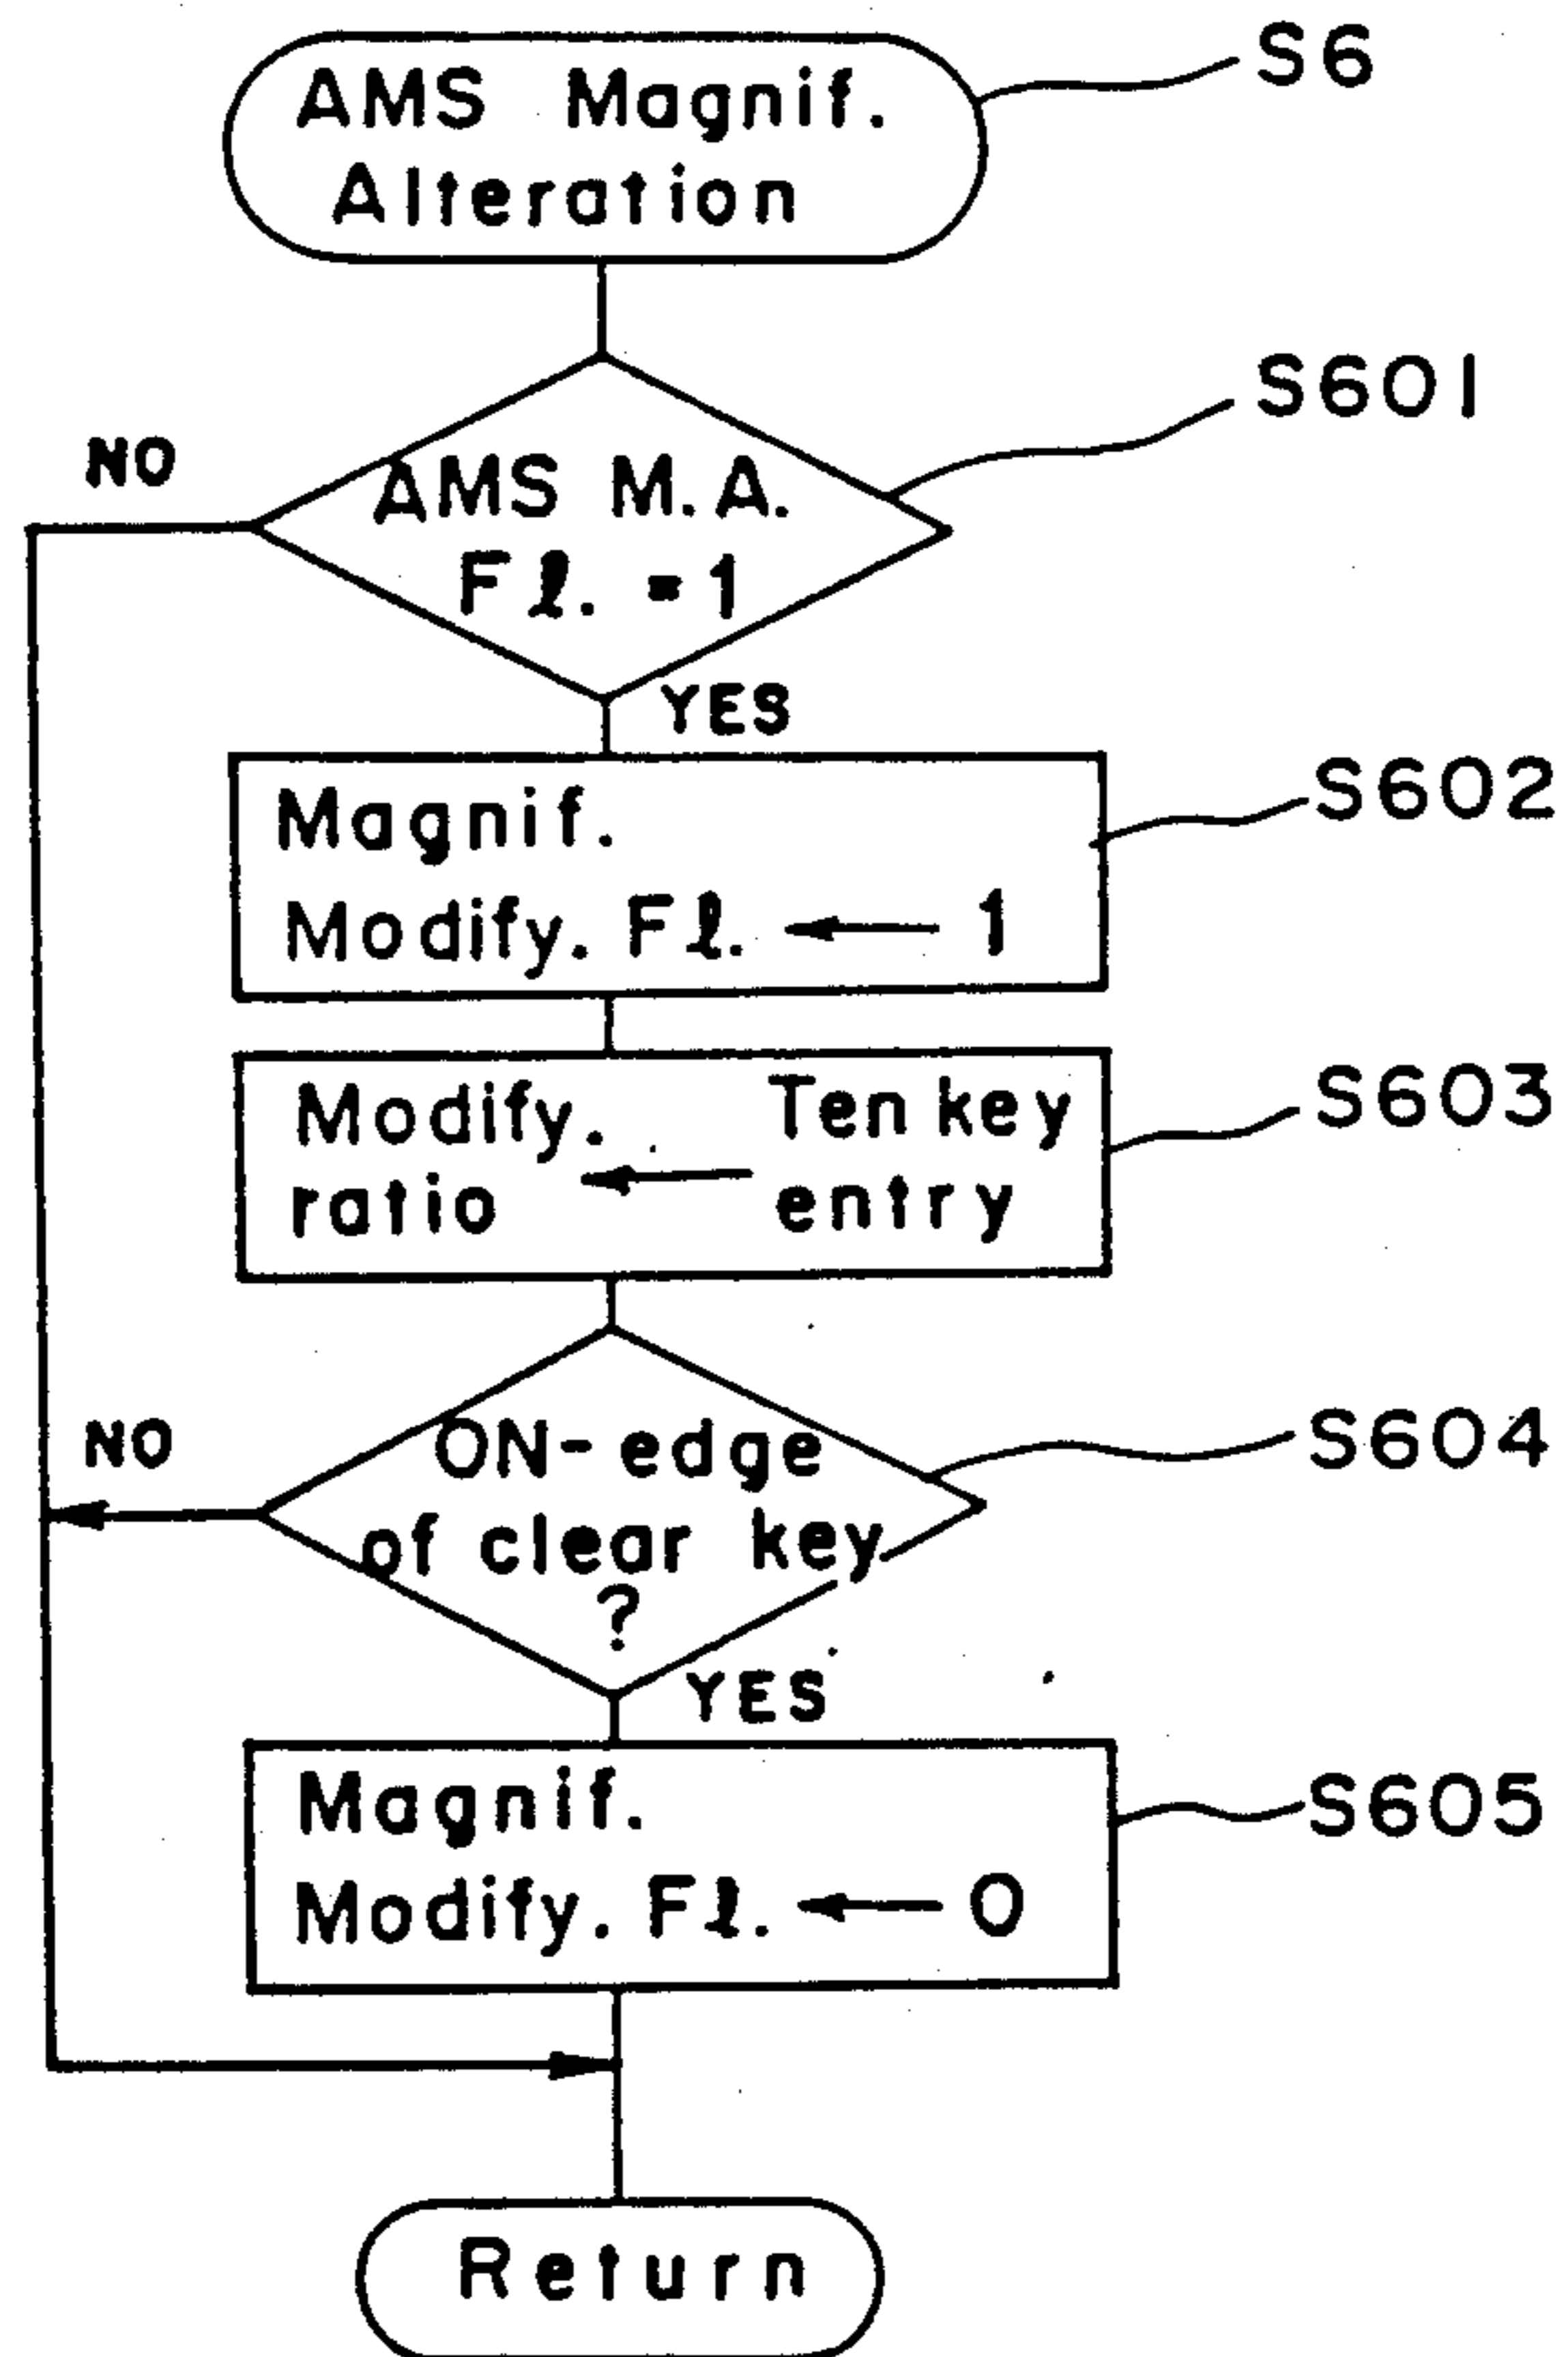 AMS Magnif.
Alteration
S6
S601
NO
AMS M.A.
Fl. =1
YES
Magnif.
Modify. Fl. ← 1
S602
Modify. ← Ten key
ratio entry
S603
NO
ON-edge
of clear key
?
S604
YES
Magnif.
Modify. Fl. ← 0
S605
Return